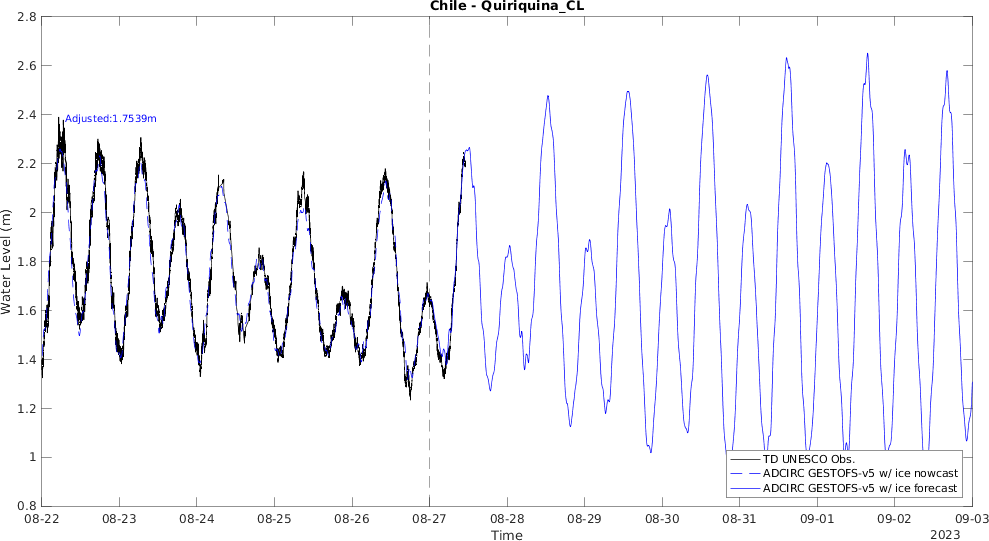 Chile - Quiriquina_CL
2.8
2.6
2.4
2.2
2
1.8
1.6
1.4
1.2
1
0.8
Water Level (m)
Adjusted:1.7539m
TD UNESCO Obs.
ADCIRC GESTOFS-v5 w/ ice nowcast
ADCIRC GESTOFS-v5 w/ ice forecast
08-22 08-23 08-24 08-25 08-26 08-27 08-28 08-29 08-30 08-31 09-01 09-02 09-03
Time
2023